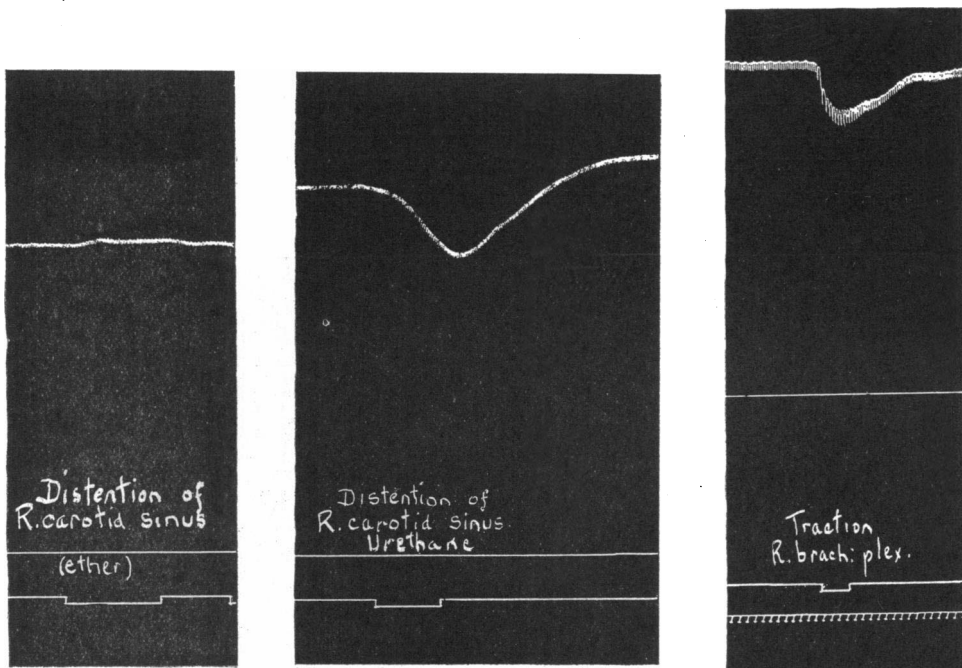 Distention of
R. carotid sinus
(ether)
Distention of
R. carotid sinus.
Urethane
Traction
R. brach: plex.